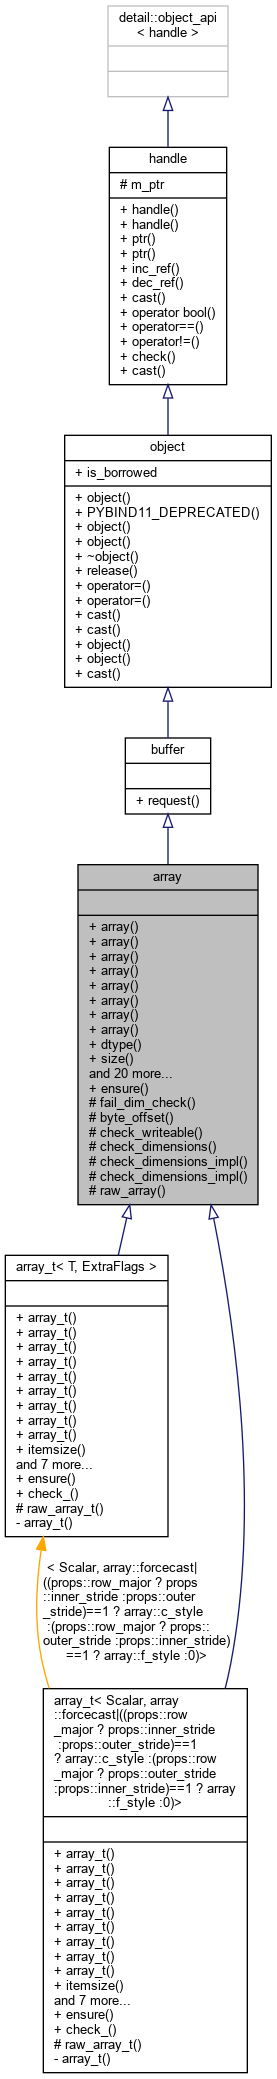 detail::object_api
< handle >
handle
# m_ptr
+ handle()
+ handle()
+ ptr()
+ ptr()
+ inc_ref()
+ dec_ref()
+ cast()
+ operator bool()
+ operator==()
+ operator!=()
+ check()
+ cast()
object
+ is_borrowed
+ object()
+ PYBIND11_DEPRECATED()
+ object()
+ object()
+ ~object()
+ release()
+ operator=()
+ operator=()
+ cast()
+ cast()
+ object()
+ object()
+ cast()
buffer
+ request()
array
+ array()
+ array()
+ array()
+ array()
+ array()
+ array()
+ array()
+ array()
+ dtype()
+ size()
and 20 more...
+ ensure()
# fail_dim_check()
# byte_offset()
# check_writeable()
# check_dimensions()
# check_dimensions_impl()
# check_dimensions_impl()
# raw_array()
array_t< T, ExtraFlags >
+ array_t()
+ array_t()
+ array_t()
+ array_t()
+ array_t()
+ array_t()
+ array_t()
+ array_t()
+ array_t()
+ itemsize()
and 7 more...
+ ensure()
+ check_()
# raw_array_t()
- array_t()
< Scalar, array::forcecast|
((props::row_major ? props
::inner_stride :props::outer
_stride)==1 ? array::c_style
:(props::row_major ? props::
outer_stride :props::inner_stride)
==1 ? array::f_style :0)>
array_t< Scalar, array
::forcecast|((props::row
_major ? props::inner_stride
:props::outer_stride)==1
? array::c_style :(props::row
_major ? props::outer_stride
:props::inner_stride)==1 ? array
::f_style :0)>
+ array_t()
+ array_t()
+ array_t()
+ array_t()
+ array_t()
+ array_t()
+ array_t()
+ array_t()
+ array_t()
+ itemsize()
and 7 more...
+ ensure()
+ check_()
# raw_array_t()
- array_t()